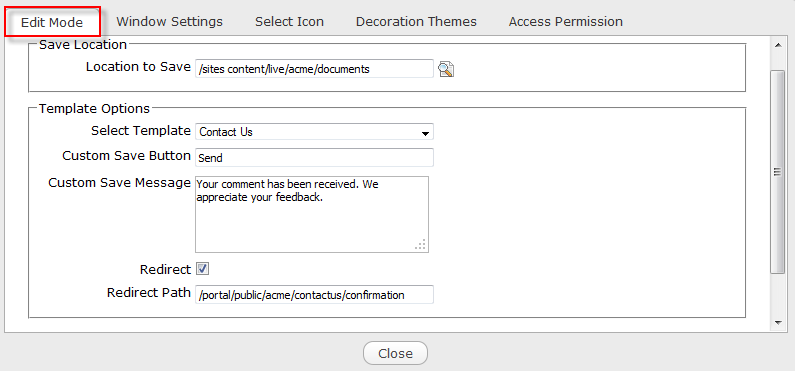 Edit Mode Window Settings Select Icon Decoration Themes Access Permission
Save Location
Location to Save /sites content/live/acme/documents
Template Options
Select Template Contact Us
Custom Save Button Send
Custom Save Message Your comment has been received. We
appreciate your feedback.
Redirect
Redirect Path /portal/public/acme/contactus/confirmation
Close